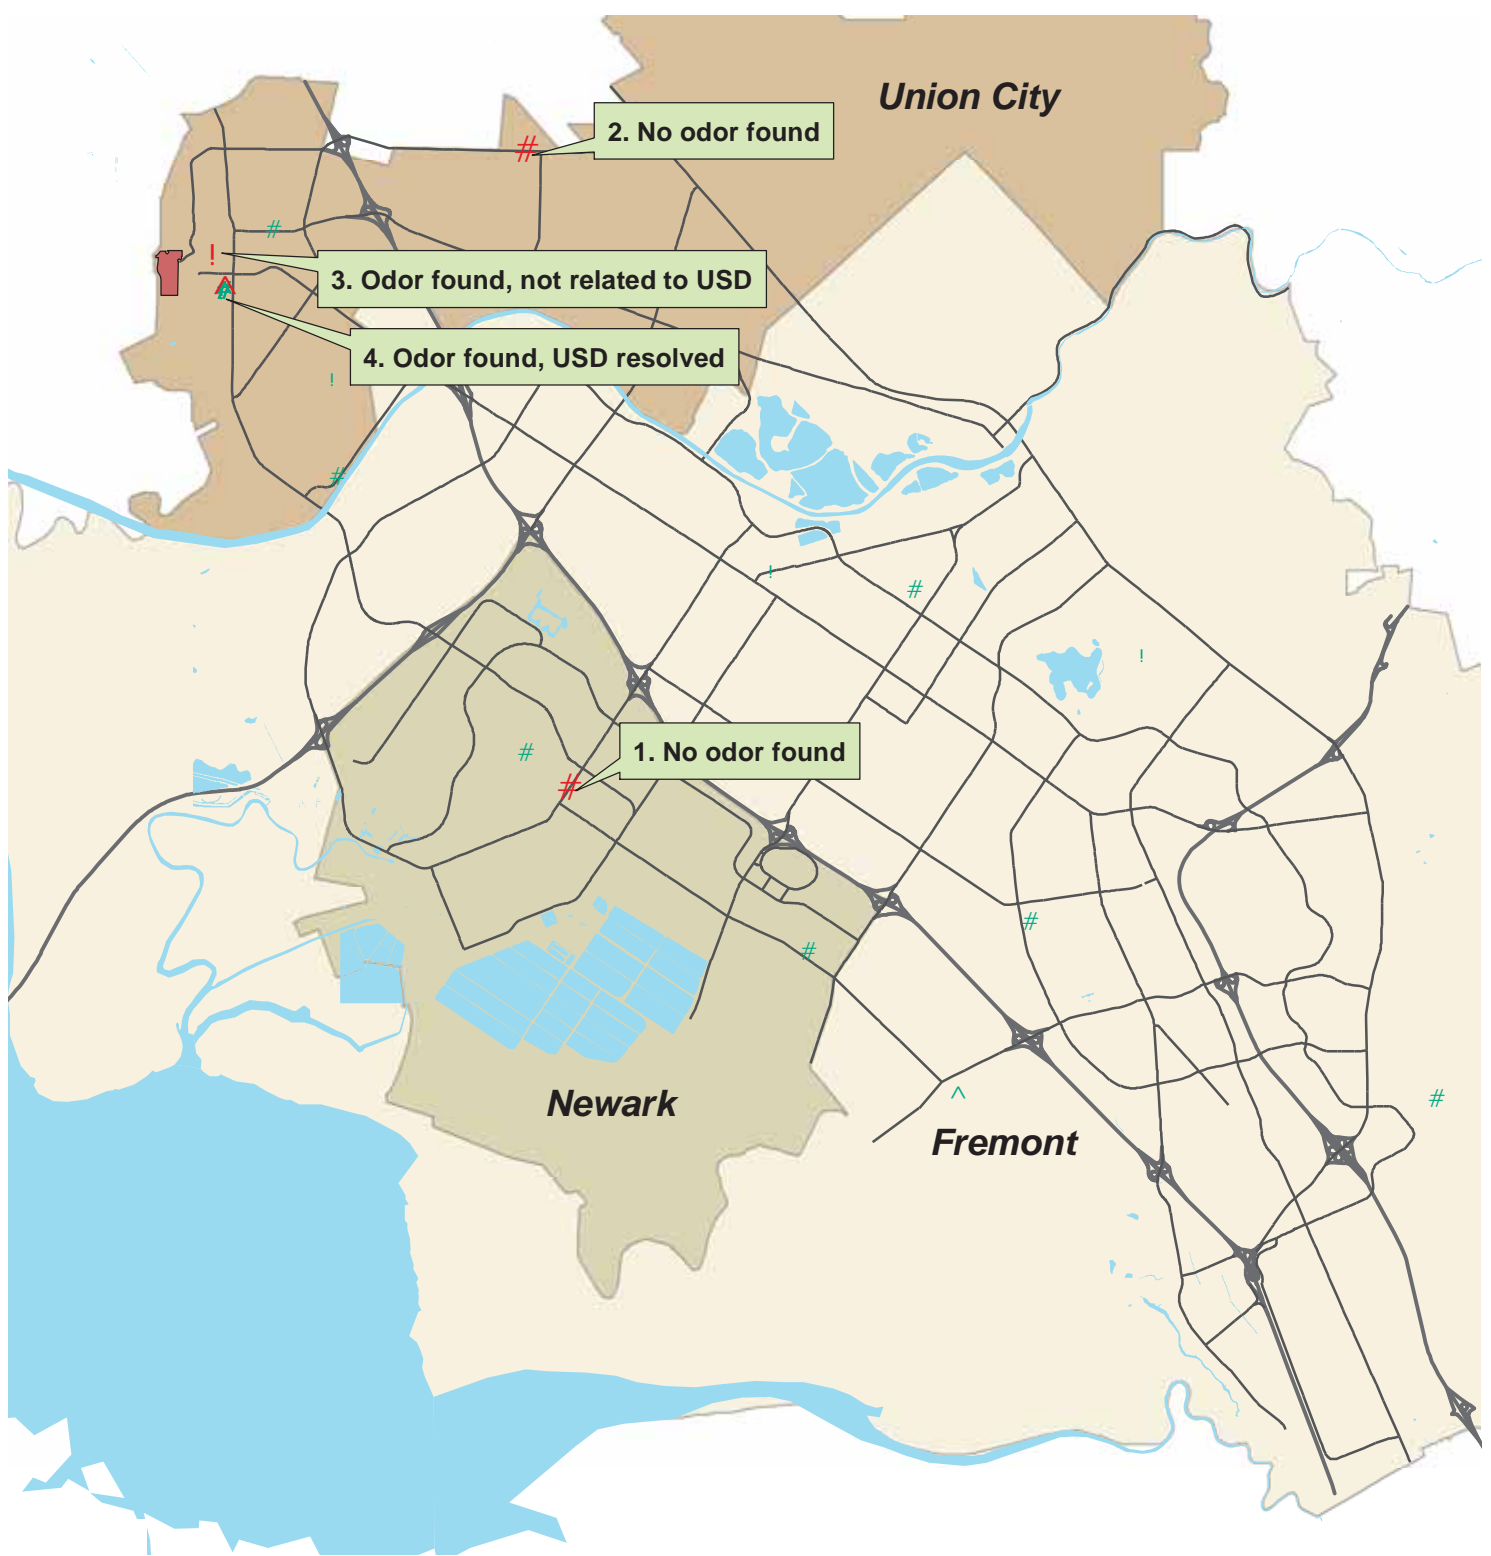 Union City
2. No odor found
#
#
!
3. Odor found, not related to USD
4. Odor found, USD resolved
!
#
!
#
!
1. No odor found
#
#
#
#
^
Newark
#
Fremont